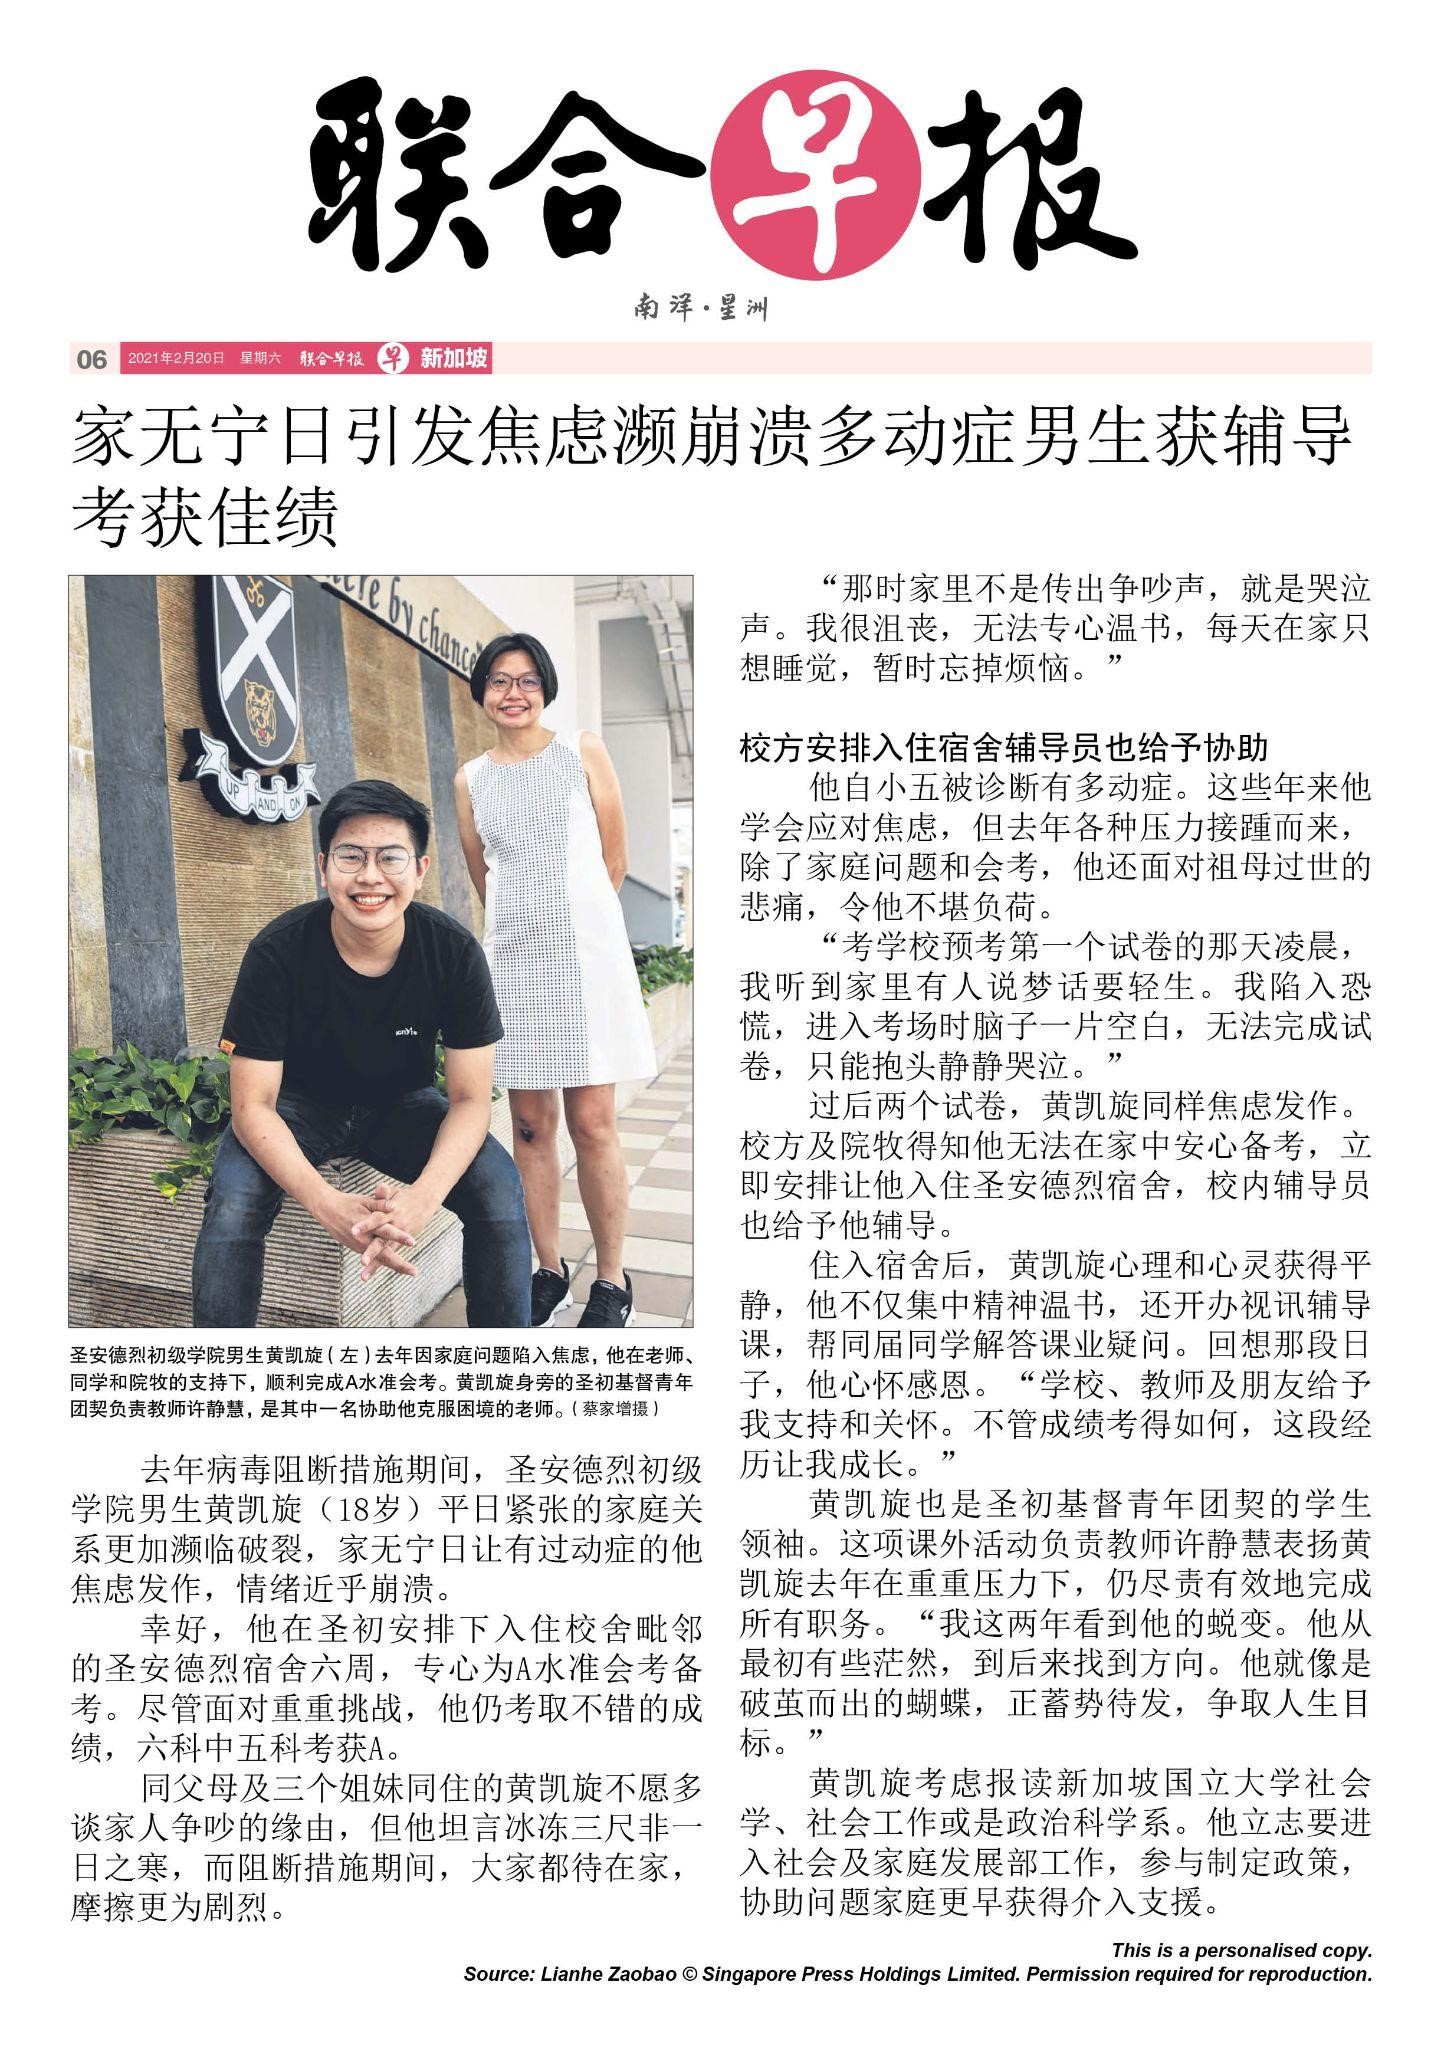 联合早报
南洋·星洲
06 2021年2月20日 星期六 联合早报 早 新加坡
家无宁日引发焦虑濒崩溃多动症男生获辅导
考获佳绩
here by chance"
UP AND ON
ignyis
圣安德烈初级学院男生黄凯旋（左）去年因家庭问题陷入焦虑，他在老师、
同学和院牧的支持下，顺利完成A水准会考。黄凯旋身旁的圣初基督青年
团契负责教师许静慧，是其中一名协助他克服困境的老师。（蔡家增摄）
去年病毒阻断措施期间，圣安德烈初级
学院男生黄凯旋（18岁）平日紧张的家庭关
系更加濒临破裂，家无宁日让有过动症的他
焦虑发作，情绪近乎崩溃。
幸好，他在圣初安排下入住校舍毗邻
的圣安德烈宿舍六周，专心为A水准会考备
考。尽管面对重重挑战，他仍考取不错的成
绩，六科中五科考获A。
同父母及三个姐妹同住的黄凯旋不愿多
谈家人争吵的缘由，但他坦言冰冻三尺非一
日之寒，而阻断措施期间，大家都待在家，
摩擦更为剧烈。
“那时家里不是传出争吵声，就是哭泣
声。我很沮丧，无法专心温书，每天在家只
想睡觉，暂时忘掉烦恼。”
校方安排入住宿舍辅导员也给予协助
他自小五被诊断有多动症。这些年来他
学会应对焦虑，但去年各种压力接踵而来，
除了家庭问题和会考，他还面对祖母过世的
悲痛，令他不堪负荷。
“考学校预考第一个试卷的那天凌晨，
我听到家里有人说梦话要轻生。我陷入恐
慌，进入考场时脑子一片空白，无法完成试
卷，只能抱头静静哭泣。”
过后两个试卷，黄凯旋同样焦虑发作。
校方及院牧得知他无法在家中安心备考，立
即安排让他入住圣安德烈宿舍，校内辅导员
也给予他辅导。
住入宿舍后，黄凯旋心理和心灵获得平
静，他不仅集中精神温书，还开办视讯辅导
课，帮同届同学解答课业疑问。回想那段日
子，他心怀感恩。“学校、教师及朋友给予
我支持和关怀。不管成绩考得如何，这段经
历让我成长。”
黄凯旋也是圣初基督青年团契的学生
领袖。这项课外活动负责教师许静慧表扬黄
凯旋去年在重重压力下，仍尽责有效地完成
所有职务。“我这两年看到他的蜕变。他从
最初有些茫然，到后来找到方向。他就像是
破茧而出的蝴蝶，正蓄势待发，争取人生目
标。”
黄凯旋考虑报读新加坡国立大学社会
学、社会工作或是政治科学系。他立志要进
入社会及家庭发展部工作，参与制定政策，
协助问题家庭更早获得介入支援。
This is a personalised copy.
Source: Lianhe Zaobao © Singapore Press Holdings Limited. Permission required for reproduction.